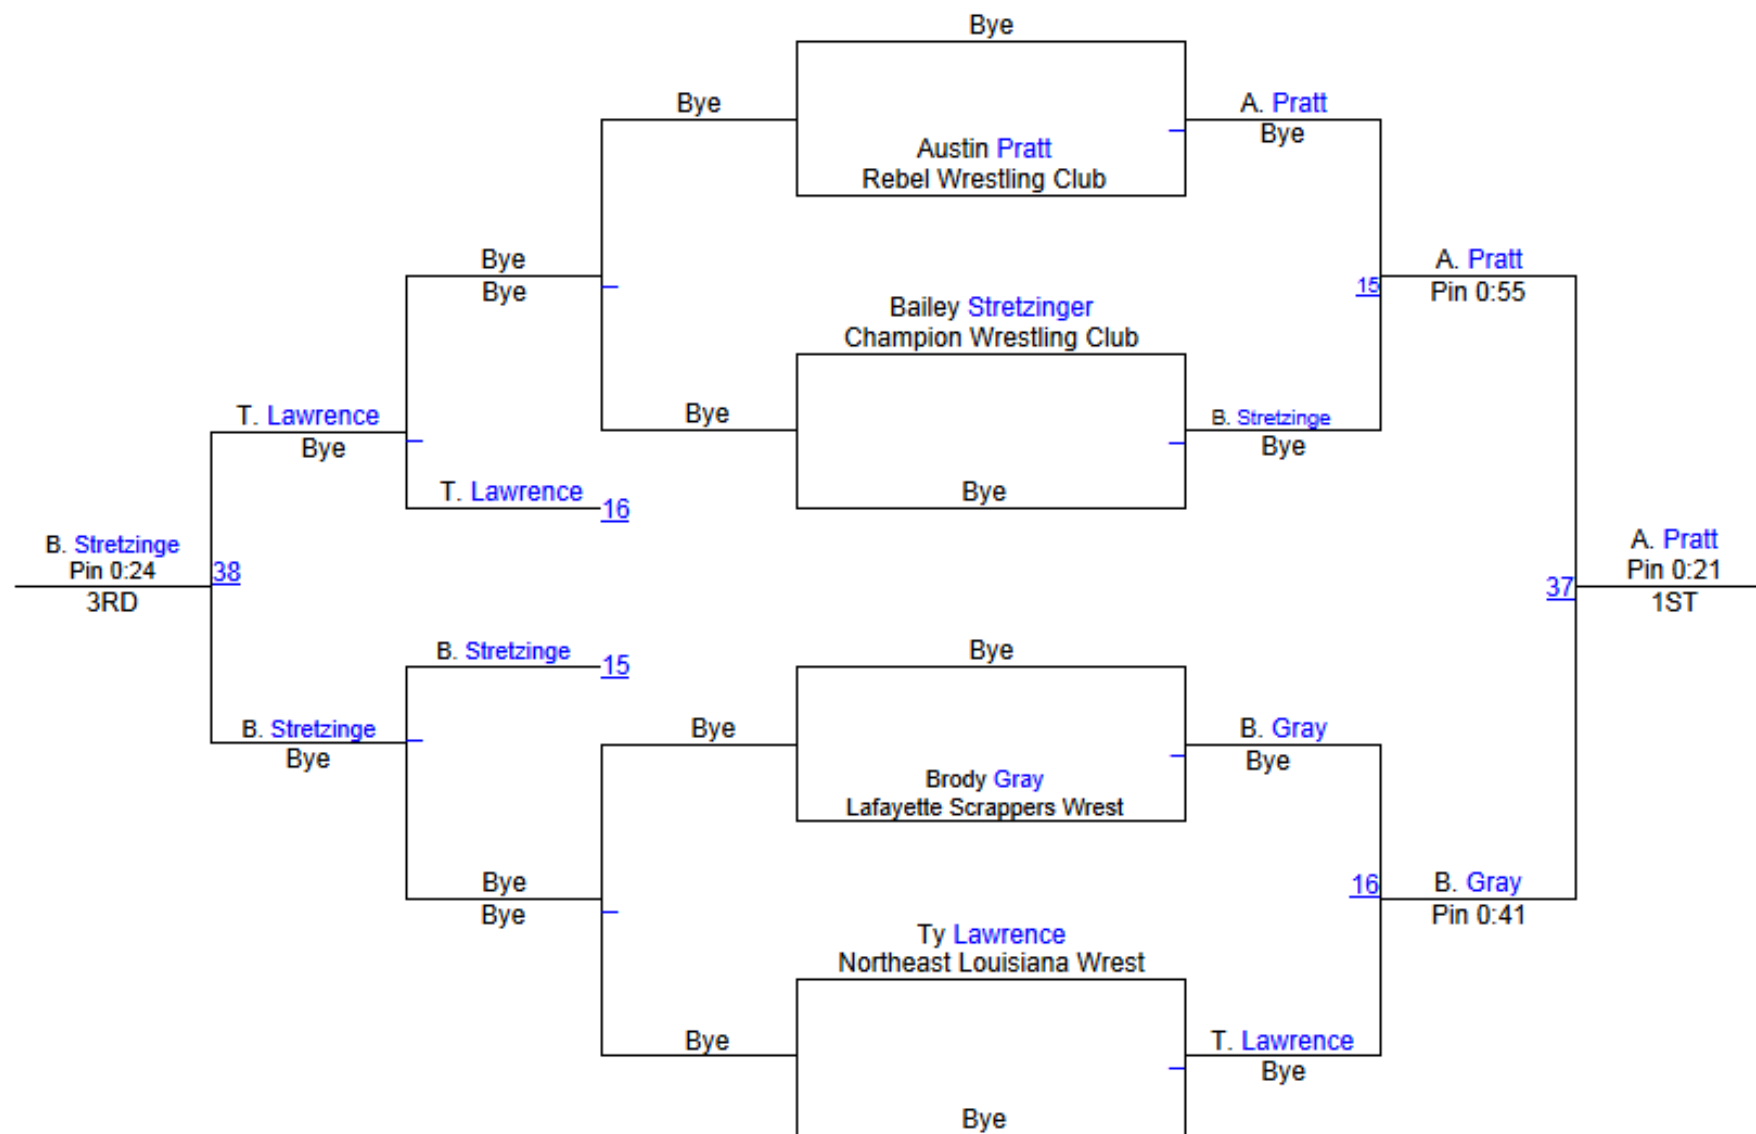 Bye
Bye
A. Pratt
Bye
Austin Pratt
Rebel Wrestling Club
Bye
Bye
A. Pratt
Pin 0:55
15
Bailey Stretzinger
Champion Wrestling Club
T. Lawrence
Bye
Bye
B. Stretzinge
Bye
T. Lawrence
16
Bye
B. Stretzinge
Pin 0:24
3RD
38
A. Pratt
Pin 0:21
1ST
37
B. Stretzinge
15
Bye
B. Stretzinge
Bye
Bye
B. Gray
Bye
Brody Gray
Lafayette Scrappers Wrest
Bye
Bye
16
B. Gray
Pin 0:41
Ty Lawrence
Northeast Louisiana Wrest
Bye
T. Lawrence
Bye
Bye